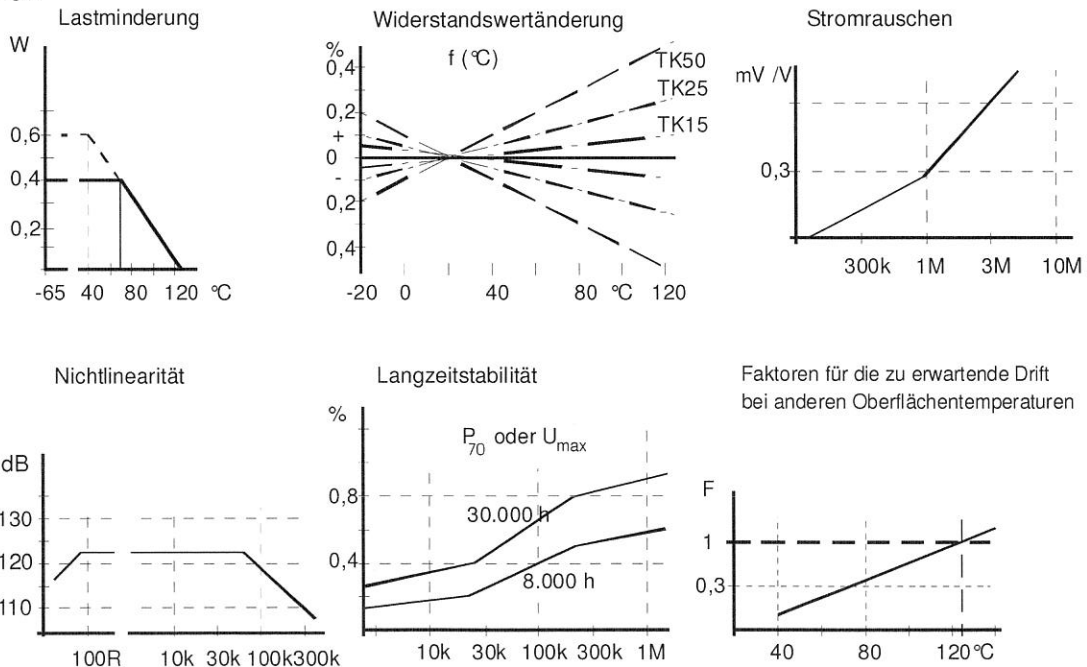 Lastminderung
W
0,6
0,4
0,2
-65 40 80 120 °C
Widerstandswertänderung
%
f (°C)
0,4
0,2
+
0
-
0,2
0,4
TK50
TK25
TK15
-20 0 40 80 °C 120
Stromrauschen
mV /V
0,3
300k 1M 3M 10M
Nichtlinearität
dB
130
120
110
100R 10k 30k 100k300k
Langzeitstabilität
%
P70 oder Umax
0,8
30.000 h
0,4
8.000 h
10k 30k 100k 300k 1M
Faktoren für die zu erwartende Drift
bei anderen Oberflächentemperaturen
F
1
0,3
40 80 120°C